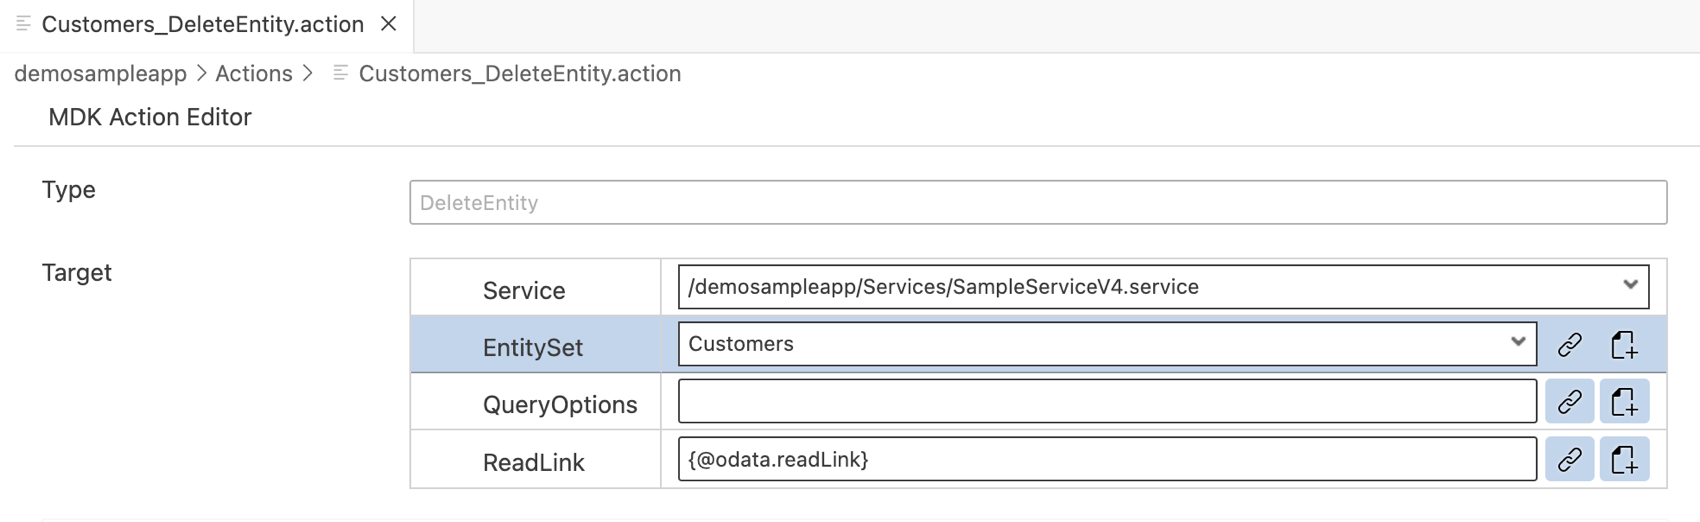 Customers_DeleteEntity.action
demosampleapp > Actions > Customers_DeleteEntity.action
MDK Action Editor
Type
DeleteEntity
Target
Service
/demosampleapp/Services/SampleServiceV4.service
EntitySet
Customers
QueryOptions
ReadLink
{@odata.readLink}